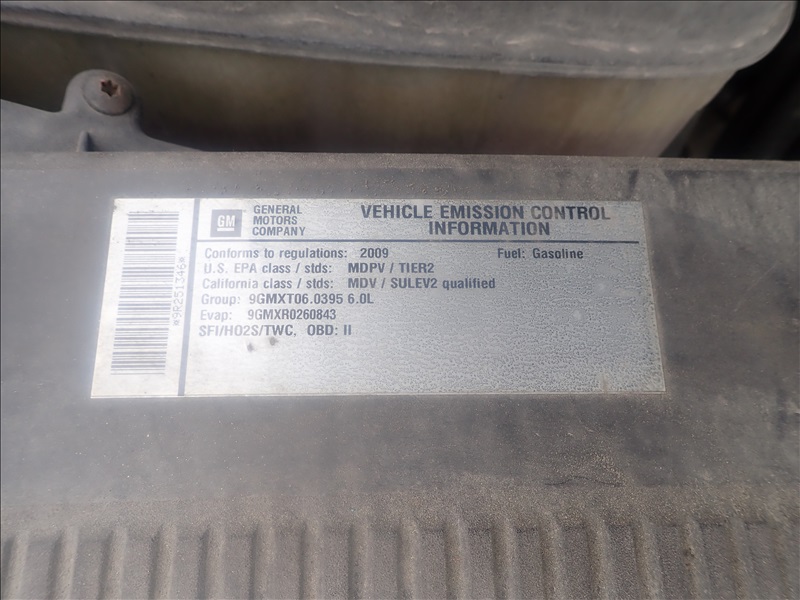 GM
GENERAL
MOTORS
COMPANY
VEHICLE EMISSION CONTROL
INFORMATION
Conforms to regulations: 2009 Fuel: Gasoline
U.S. EPA class / stds: MDPV / TIER2
California class / stds: MDV / SULEV2 qualified
Group: 9GMXT06.0395 6.0L
Evap: 9GMXR0260843
SFI/HO2S/TWC, OBD: II
*9R251346*